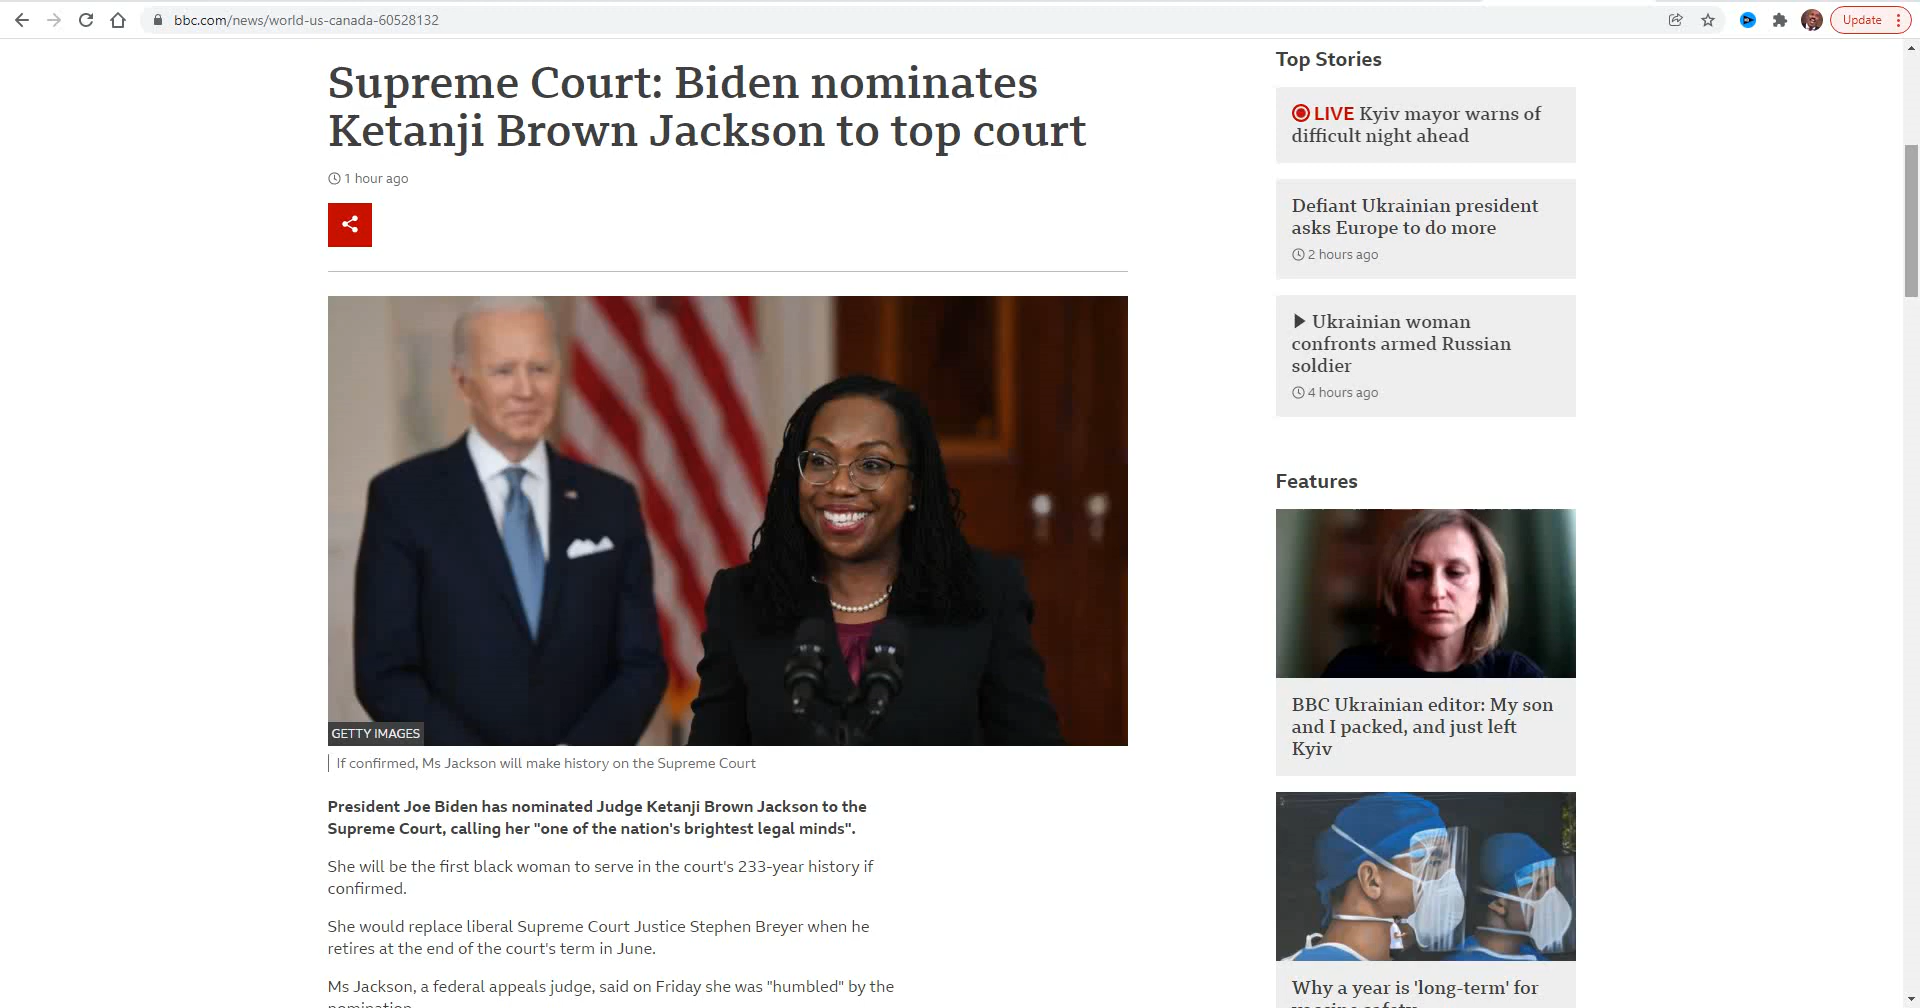 bbc.com/news/world-us-canada-60528132
Update
Supreme Court: Biden nominates
Ketanji Brown Jackson to top court
1 hour ago
GETTY IMAGES
If confirmed, Ms Jackson will make history on the Supreme Court
President Joe Biden has nominated Judge Ketanji Brown Jackson to the
Supreme Court, calling her "one of the nation's brightest legal minds".
She will be the first black woman to serve in the court's 233-year history if
confirmed.
She would replace liberal Supreme Court Justice Stephen Breyer when he
retires at the end of the court's term in June.
Ms Jackson, a federal appeals judge, said on Friday she was "humbled" by the
nomination.
Top Stories
LIVE Kyiv mayor warns of
difficult night ahead
Defiant Ukrainian president
asks Europe to do more
2 hours ago
Ukrainian woman
confronts armed Russian
soldier
4 hours ago
Features
BBC Ukrainian editor: My son
and I packed, and just left
Kyiv
Why a year is 'long-term' for
vaccine safety